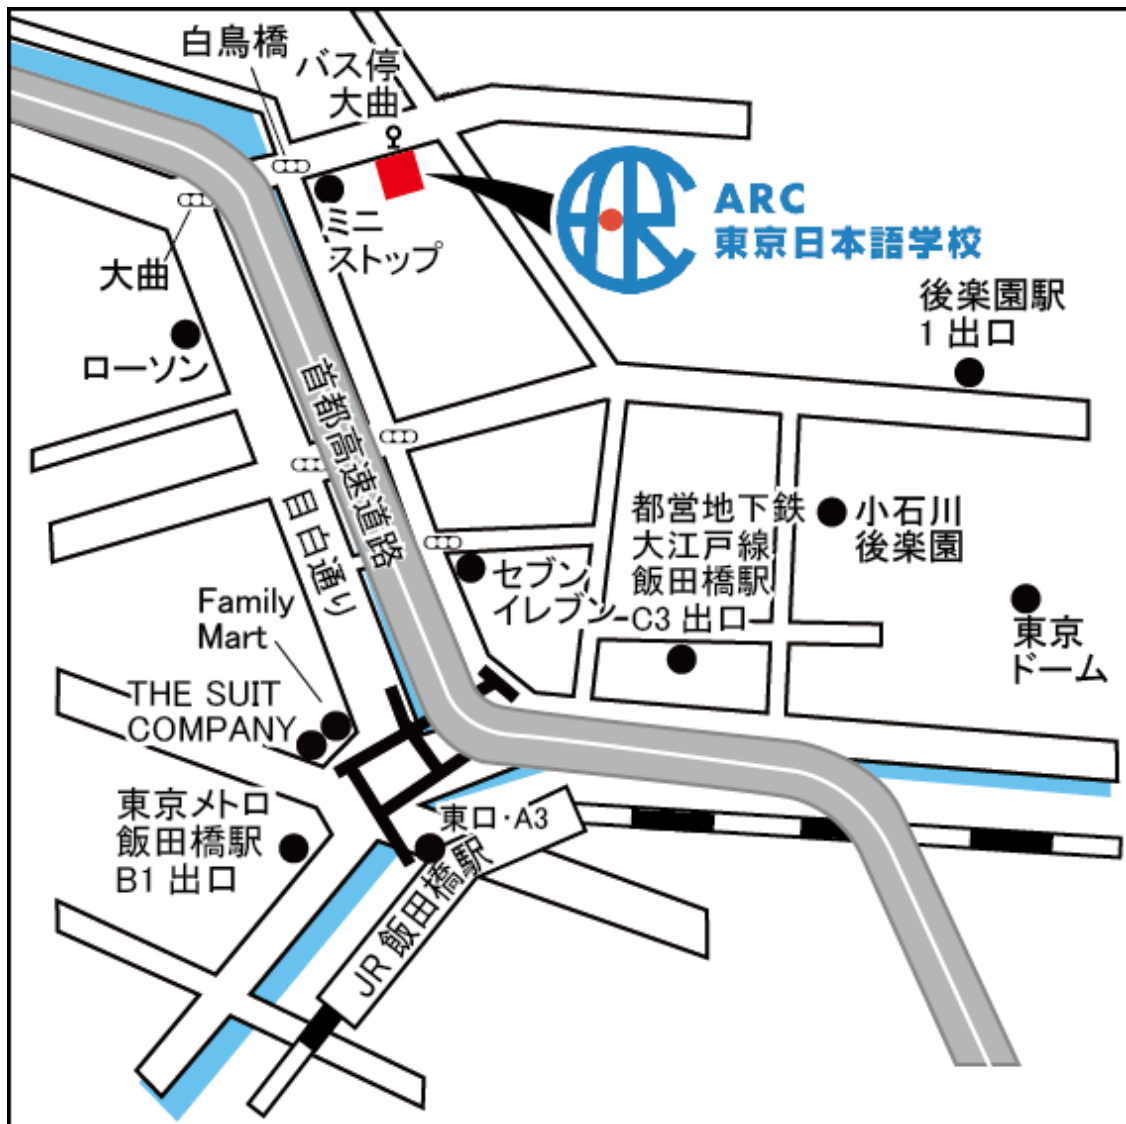 白鳥橋
バス停
大曲
ARC
東京日本語学校
ミニ
ストップ
大曲
後楽園駅
1 出口
ローソン
首都高速道路
目白通り
都営地下鉄
大江戸線
飯田橋駅
C3 出口
小石川
後楽園
セブン
イレブン
Family
Mart
東京
ドーム
THE SUIT
COMPANY
東京メトロ
飯田橋駅
B1 出口
東口・A3
JR 飯田橋駅